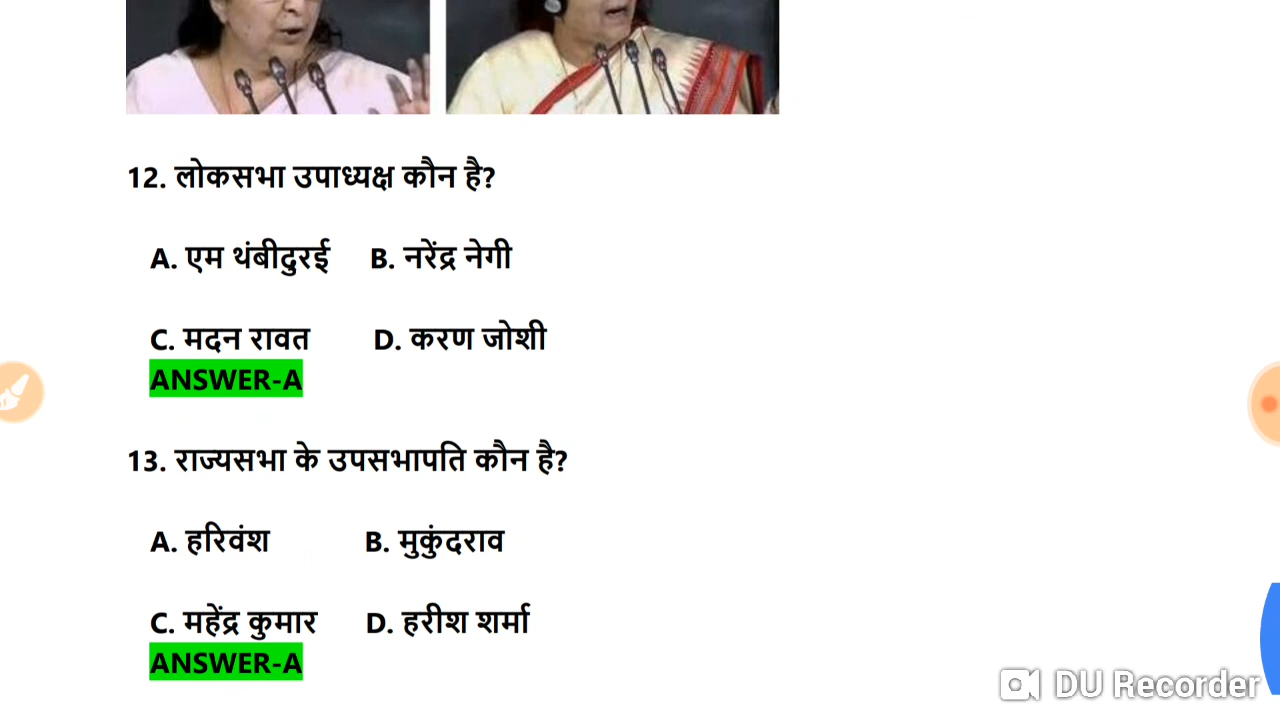 12. लोकसभा उपाध्यक्ष कौन है?
A. एम थंबीदुरई B. नरेंद्र नेगी
C. मदन रावत D. करण जोशी
ANSWER-A
13. राज्यसभा के उपसभापति कौन है?
A. हरिवंश B. मुकुंदराव
C. महेंद्र कुमार D. हरीश शर्मा
ANSWER-A
DU Recorder